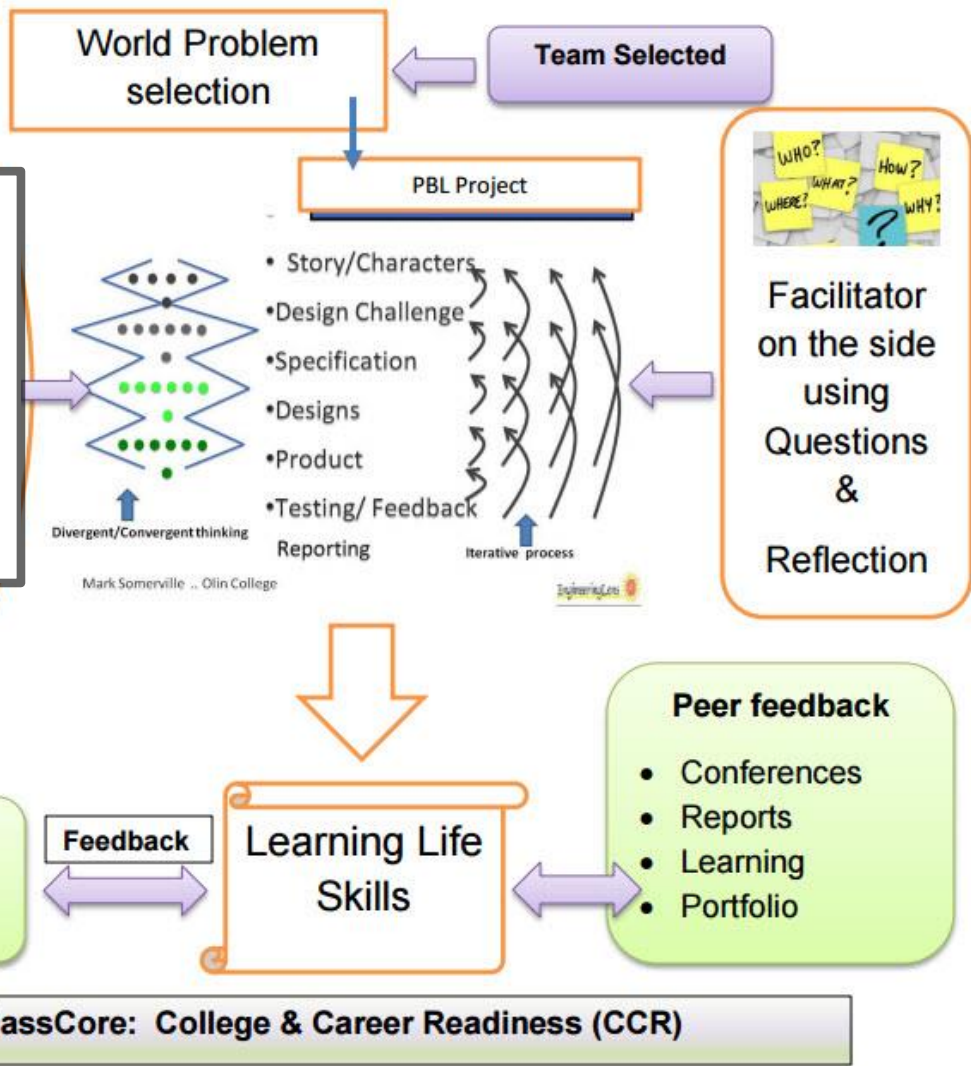 World Problem
selection
Team Selected
PBL Project
WHO?
WHAT?
HOW?
WHERE?
WHY?
?
• Story/Characters
•Design Challenge
•Specification
•Designs
•Product
•Testing/ Feedback
Reporting
Divergent/Convergent thinking
Iterative process
Mark Somerville .. Olin College
Facilitator
on the side
using
Questions
&
Reflection
Feedback
Learning Life
Skills
Peer feedback
• Conferences
• Reports
• Learning
• Portfolio
assCore: College & Career Readiness (CCR)